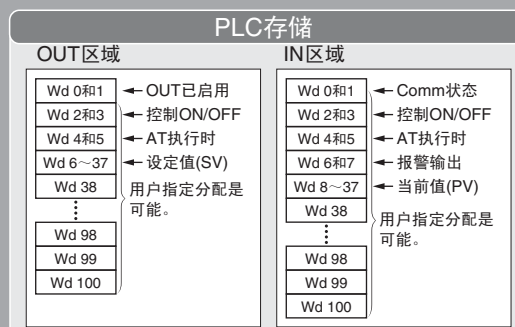 PLC存储
OUT区域
Wd 0和1 OUT已启用
Wd 2和3 控制ON/OFF
Wd 4和5 AT执行时
Wd 6～37 设定值(SV)
Wd 38 用户指定分配是
可能。
Wd 98
Wd 99
Wd 100
IN区域
Wd 0和1 Comm状态
Wd 2和3 控制ON/OFF
Wd 4和5 AT执行时
Wd 6和7 报警输出
Wd 8～37 当前值(PV)
Wd 38 用户指定分配是
可能。
Wd 98
Wd 99
Wd 100